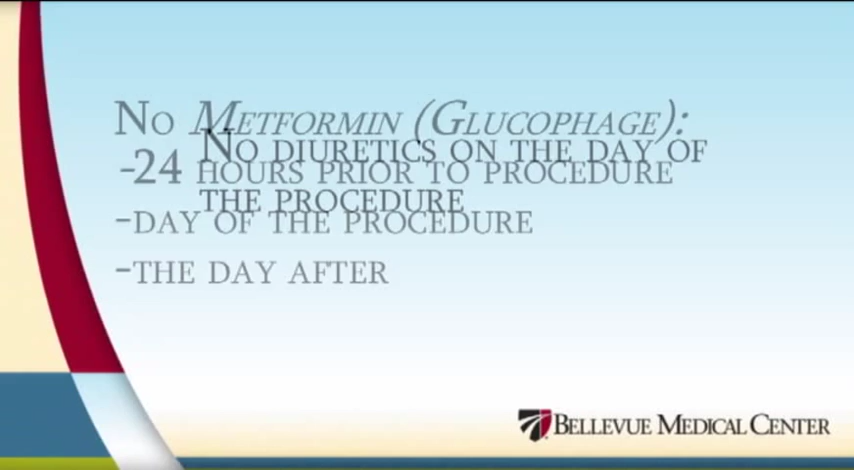 No Metformin (Glucophage):
No diuretics on the day of
-24 hours prior to procedure
the procedure
-day of the procedure
-the day after
Bellevue Medical Center